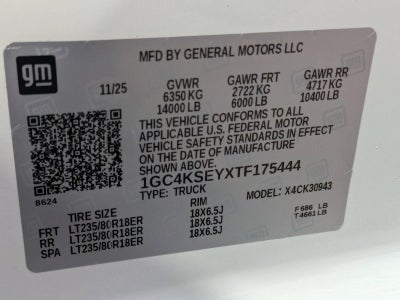 gm
MFD BY GENERAL MOTORS LLC
11/25 GVWR GAWR FRT GAWR RR
6350 KG 2722 KG 4717 KG
14000 LB 6000 LB 10400 LB
THIS VEHICLE CONFORMS TO ALL
APPLICABLE U.S. FEDERAL MOTOR
VEHICLE SAFETY STANDARDS IN EFFECT
ON THE DATE OF MANUFACTURE
SHOWN ABOVE.
8624
1GC4KSEYXTF175444
TYPE: TRUCK MODEL: X4CK30943
TIRE SIZE RIM
FRT LT235/80R18ER 18X6.5J F 686 LB
RR LT235/80R18ER 18X6.5J T 4661 LB
SPA LT235/80R18ER 18X6.5J